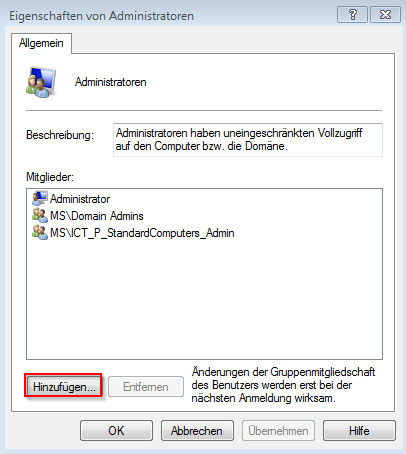 Eigenschaften von Administratoren
?
Allgemein
Administratoren
Beschreibung:
Administratoren haben uneingeschränkten Vollzugriff
auf den Computer bzw. die Domäne.
Mitglieder:
Administrator
MS\Domain Admins
MS\ICT_P_StandardComputers_Admin
Hinzufügen...
Entfernen
Änderungen der Gruppenmitgliedschaft
des Benutzers werden erst bei der
nächsten Anmeldung wirksam.
OK
Abbrechen
Übernehmen
Hilfe